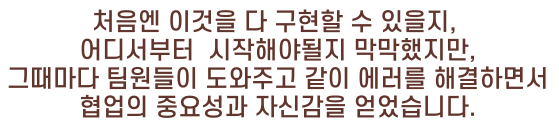 처음엔 이것을 다 구현할 수 있을지,
어디서부터  시작해야될지 막막했지만,
그때마다 팀원들이 도와주고 같이 에러를 해결하면서
협업의 중요성과 자신감을 얻었습니다.